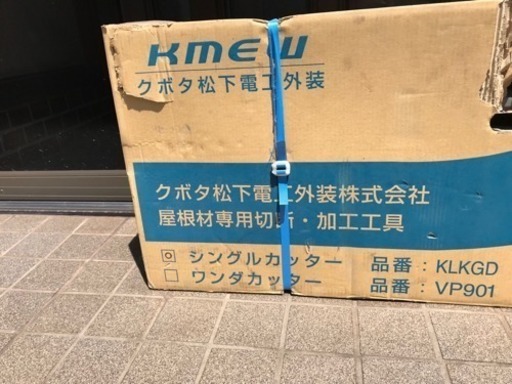 KMEW
クボタ松下電工外装
クボタ松下電工外装株式会社
屋根材専用切断・加工工具
シングルカッター 品番：KLKGD
ワンダカッター 品番：VP901